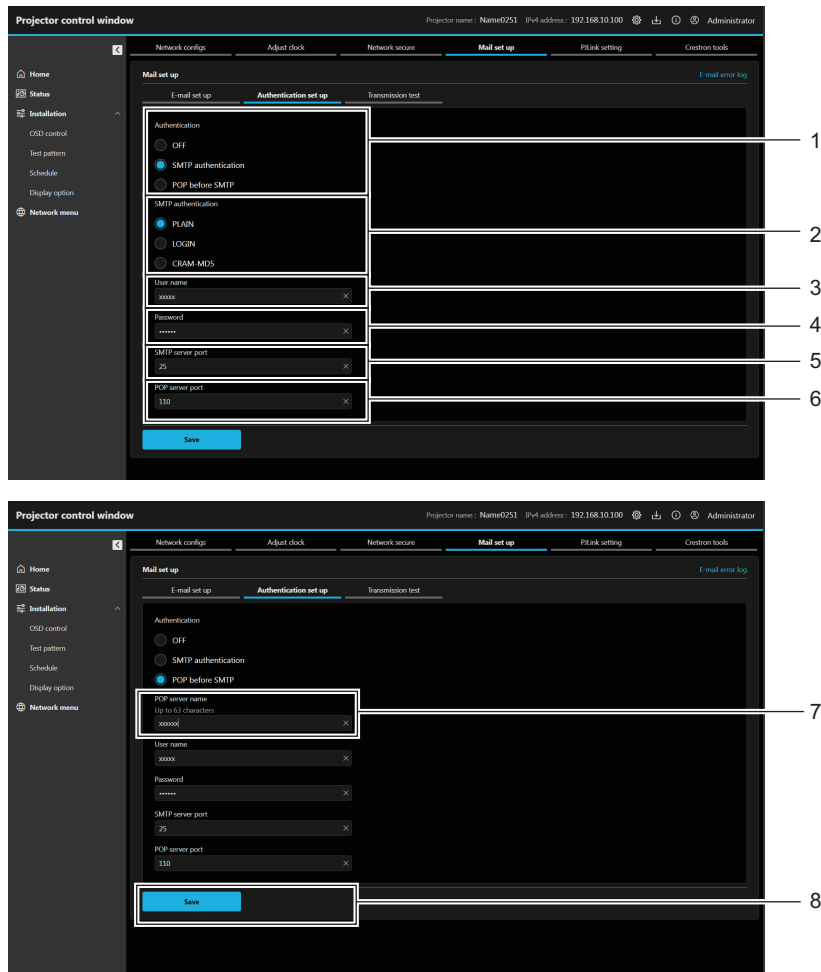 Projector control window
Projector name : Name0251 IPv4 address : 192.168.10.100 Administrator
Network configs Adjust clock Network secure Mail set up PJLink setting Crestron tools
Home
Status
Installation
OSD control
Test pattern
Schedule
Display option
Network menu
Mail set up E-mail error log
E-mail set up Authentication set up Transmission test
Authentication
OFF
SMTP authentication
POP before SMTP
1
SMTP authentication
PLAIN
LOGIN
CRAM-MD5
2
User name
xxxxx
3
Password
••••••
4
SMTP server port
25
5
POP server port
110
6
Save
Projector control window
Projector name : Name0251 IPv4 address : 192.168.10.100 Administrator
Network configs Adjust clock Network secure Mail set up PJLink setting Crestron tools
Home
Status
Installation
OSD control
Test pattern
Schedule
Display option
Network menu
Mail set up E-mail error log
E-mail set up Authentication set up Transmission test
Authentication
OFF
SMTP authentication
POP before SMTP
POP server name
Up to 63 characters
xxxxxx
7
User name
xxxxx
Password
••••••
SMTP server port
25
POP server port
110
Save
8